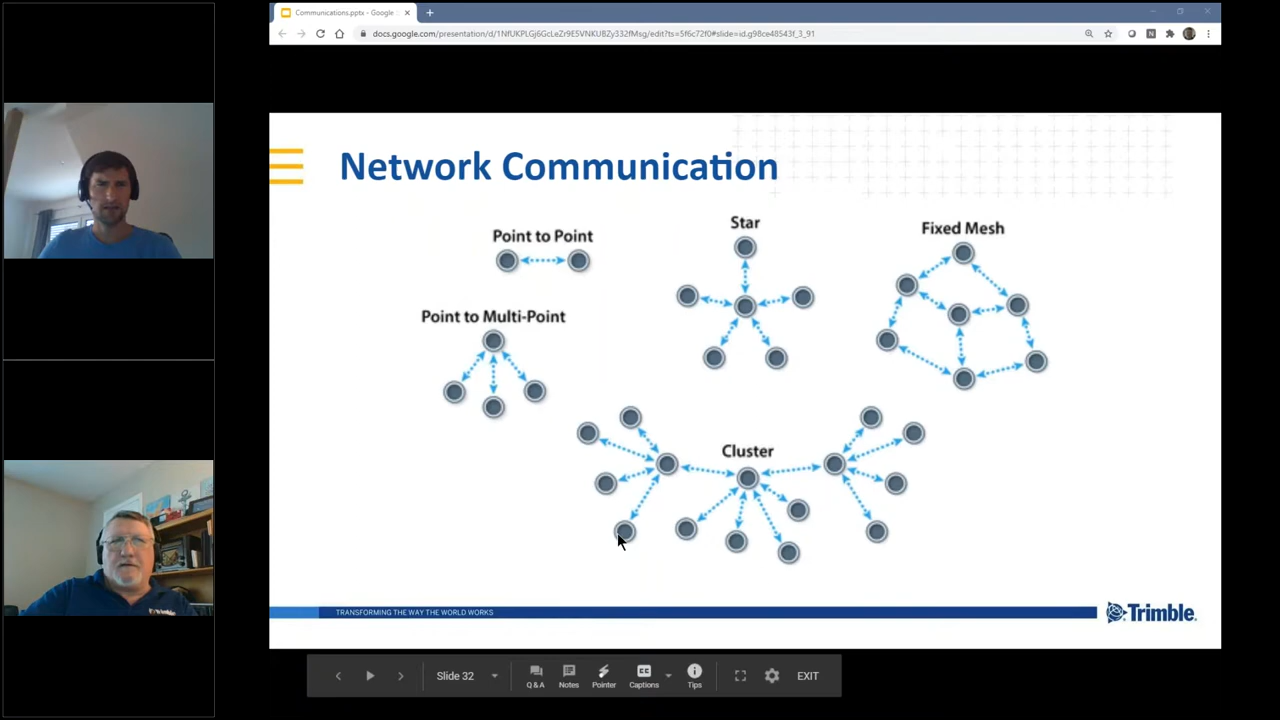 Communications.pptx - Google
docs.google.com/presentation/d/1NfUKPLGj6GcLeZr9E5VNKUBZy332fMsg/edit?ts=5f6c72f0#slide=id.g98ce48543f_3_91
Network Communication
Point to Point
Star
Fixed Mesh
Point to Multi-Point
Cluster
TRANSFORMING THE WAY THE WORLD WORKS
Trimble
Slide 32
Q & A
Notes
Pointer
CC
Captions
Tips
EXIT